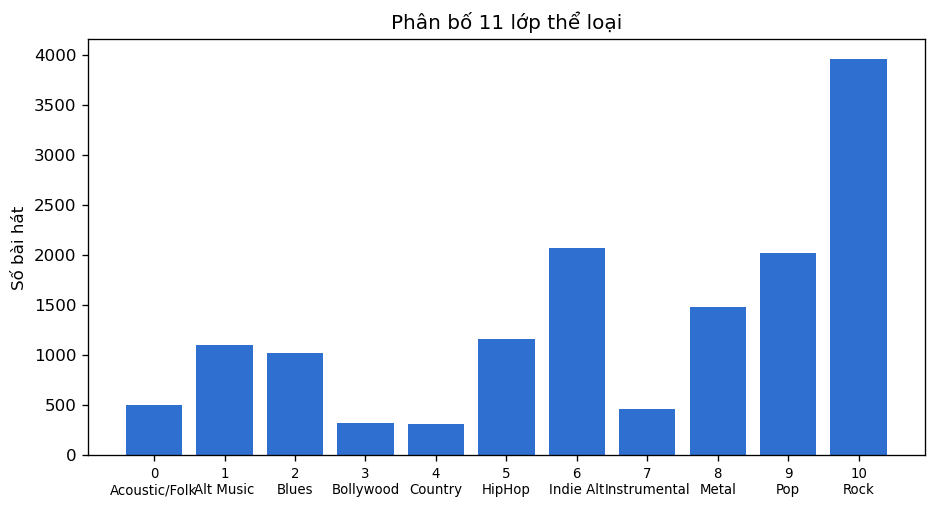 Phân bố 11 lớp thể loại
Số bài hát
4000
3500
3000
2500
2000
1500
1000
500
0
0 1 2 3 4 5 6 7 8 9 10
Acoustic/Folk Alt Music Blues Bollywood Country HipHop Indie Alt Instrumental Metal Pop Rock